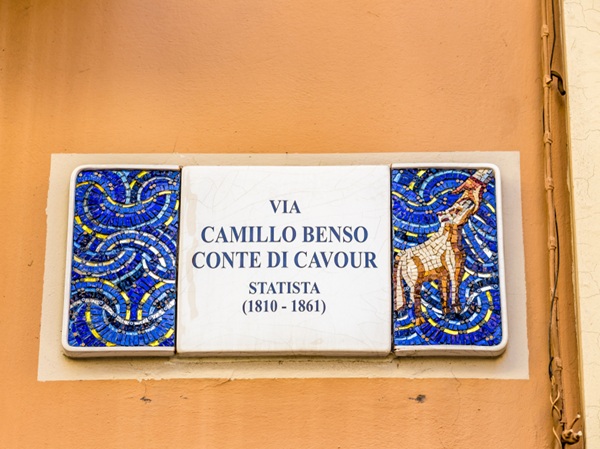 VIA
CAMILLO BENSO
CONTE DI CAVOUR
STATISTA
(1810 - 1861)